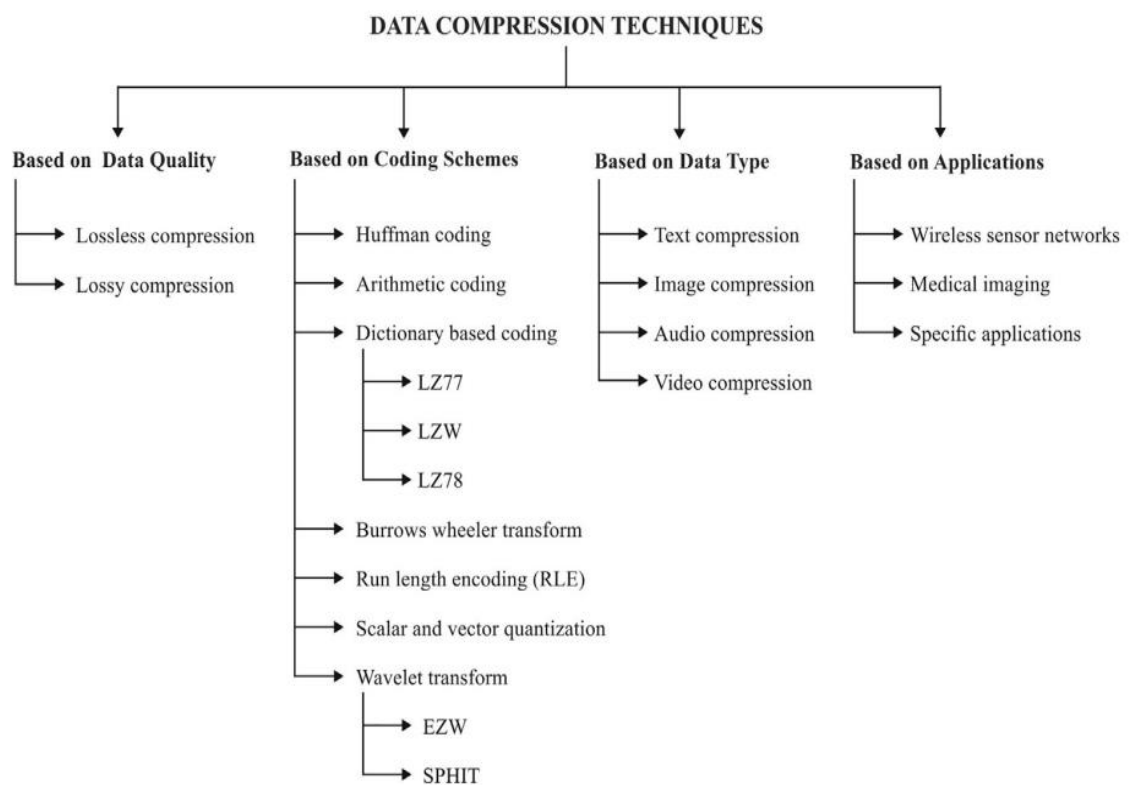 DATA COMPRESSION TECHNIQUES
Based on Data Quality
Lossless compression
Lossy compression
Based on Coding Schemes
Huffman coding
Arithmetic coding
Dictionary based coding
LZ77
LZW
LZ78
Burrows wheeler transform
Run length encoding (RLE)
Scalar and vector quantization
Wavelet transform
EZW
SPHIT
Based on Data Type
Text compression
Image compression
Audio compression
Video compression
Based on Applications
Wireless sensor networks
Medical imaging
Specific applications